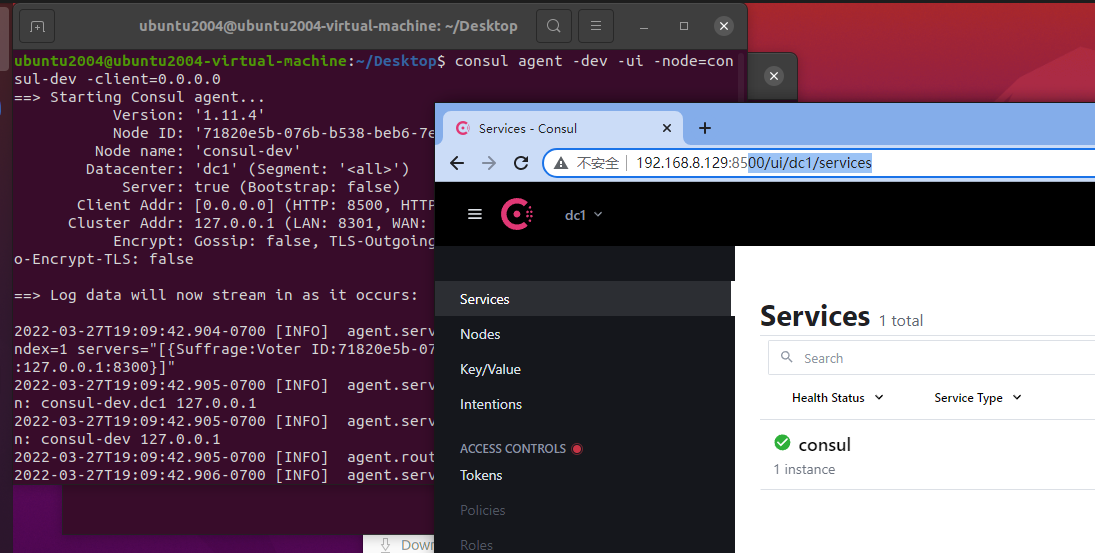 ubuntu2004@ubuntu2004-virtual-machine: ~/Desktop
ubuntu2004@ubuntu2004-virtual-machine:~/Desktop$ consul agent -dev -ui -node=con
sul-dev -client=0.0.0.0
==> Starting Consul agent...
Version: '1.11.4'
Node ID: '71820e5b-076b-b538-beb6-7e
Node name: 'consul-dev'
Datacenter: 'dc1' (Segment: '<all>')
Server: true (Bootstrap: false)
Client Addr: [0.0.0.0] (HTTP: 8500, HTTP
Cluster Addr: 127.0.0.1 (LAN: 8301, WAN:
Encrypt: Gossip: false, TLS-Outgoing
o-Encrypt-TLS: false
==> Log data will now stream in as it occurs:
2022-03-27T19:09:42.904-0700 [INFO]  agent.serv
ndex=1 servers="[{Suffrage:Voter ID:71820e5b-07
:127.0.0.1:8300}]"
2022-03-27T19:09:42.905-0700 [INFO]  agent.serv
n: consul-dev.dc1 127.0.0.1
2022-03-27T19:09:42.905-0700 [INFO]  agent.serv
n: consul-dev 127.0.0.1
2022-03-27T19:09:42.905-0700 [INFO]  agent.rout
2022-03-27T19:09:42.906-0700 [INFO]  agent.serv
Services - Consul
不安全 192.168.8.129:8500/ui/dc1/services
dc1
Services
Nodes
Key/Value
Intentions
ACCESS CONTROLS
Tokens
Policies
Roles
Services 1 total
Search
Health Status Service Type
consul
1 instance
Down